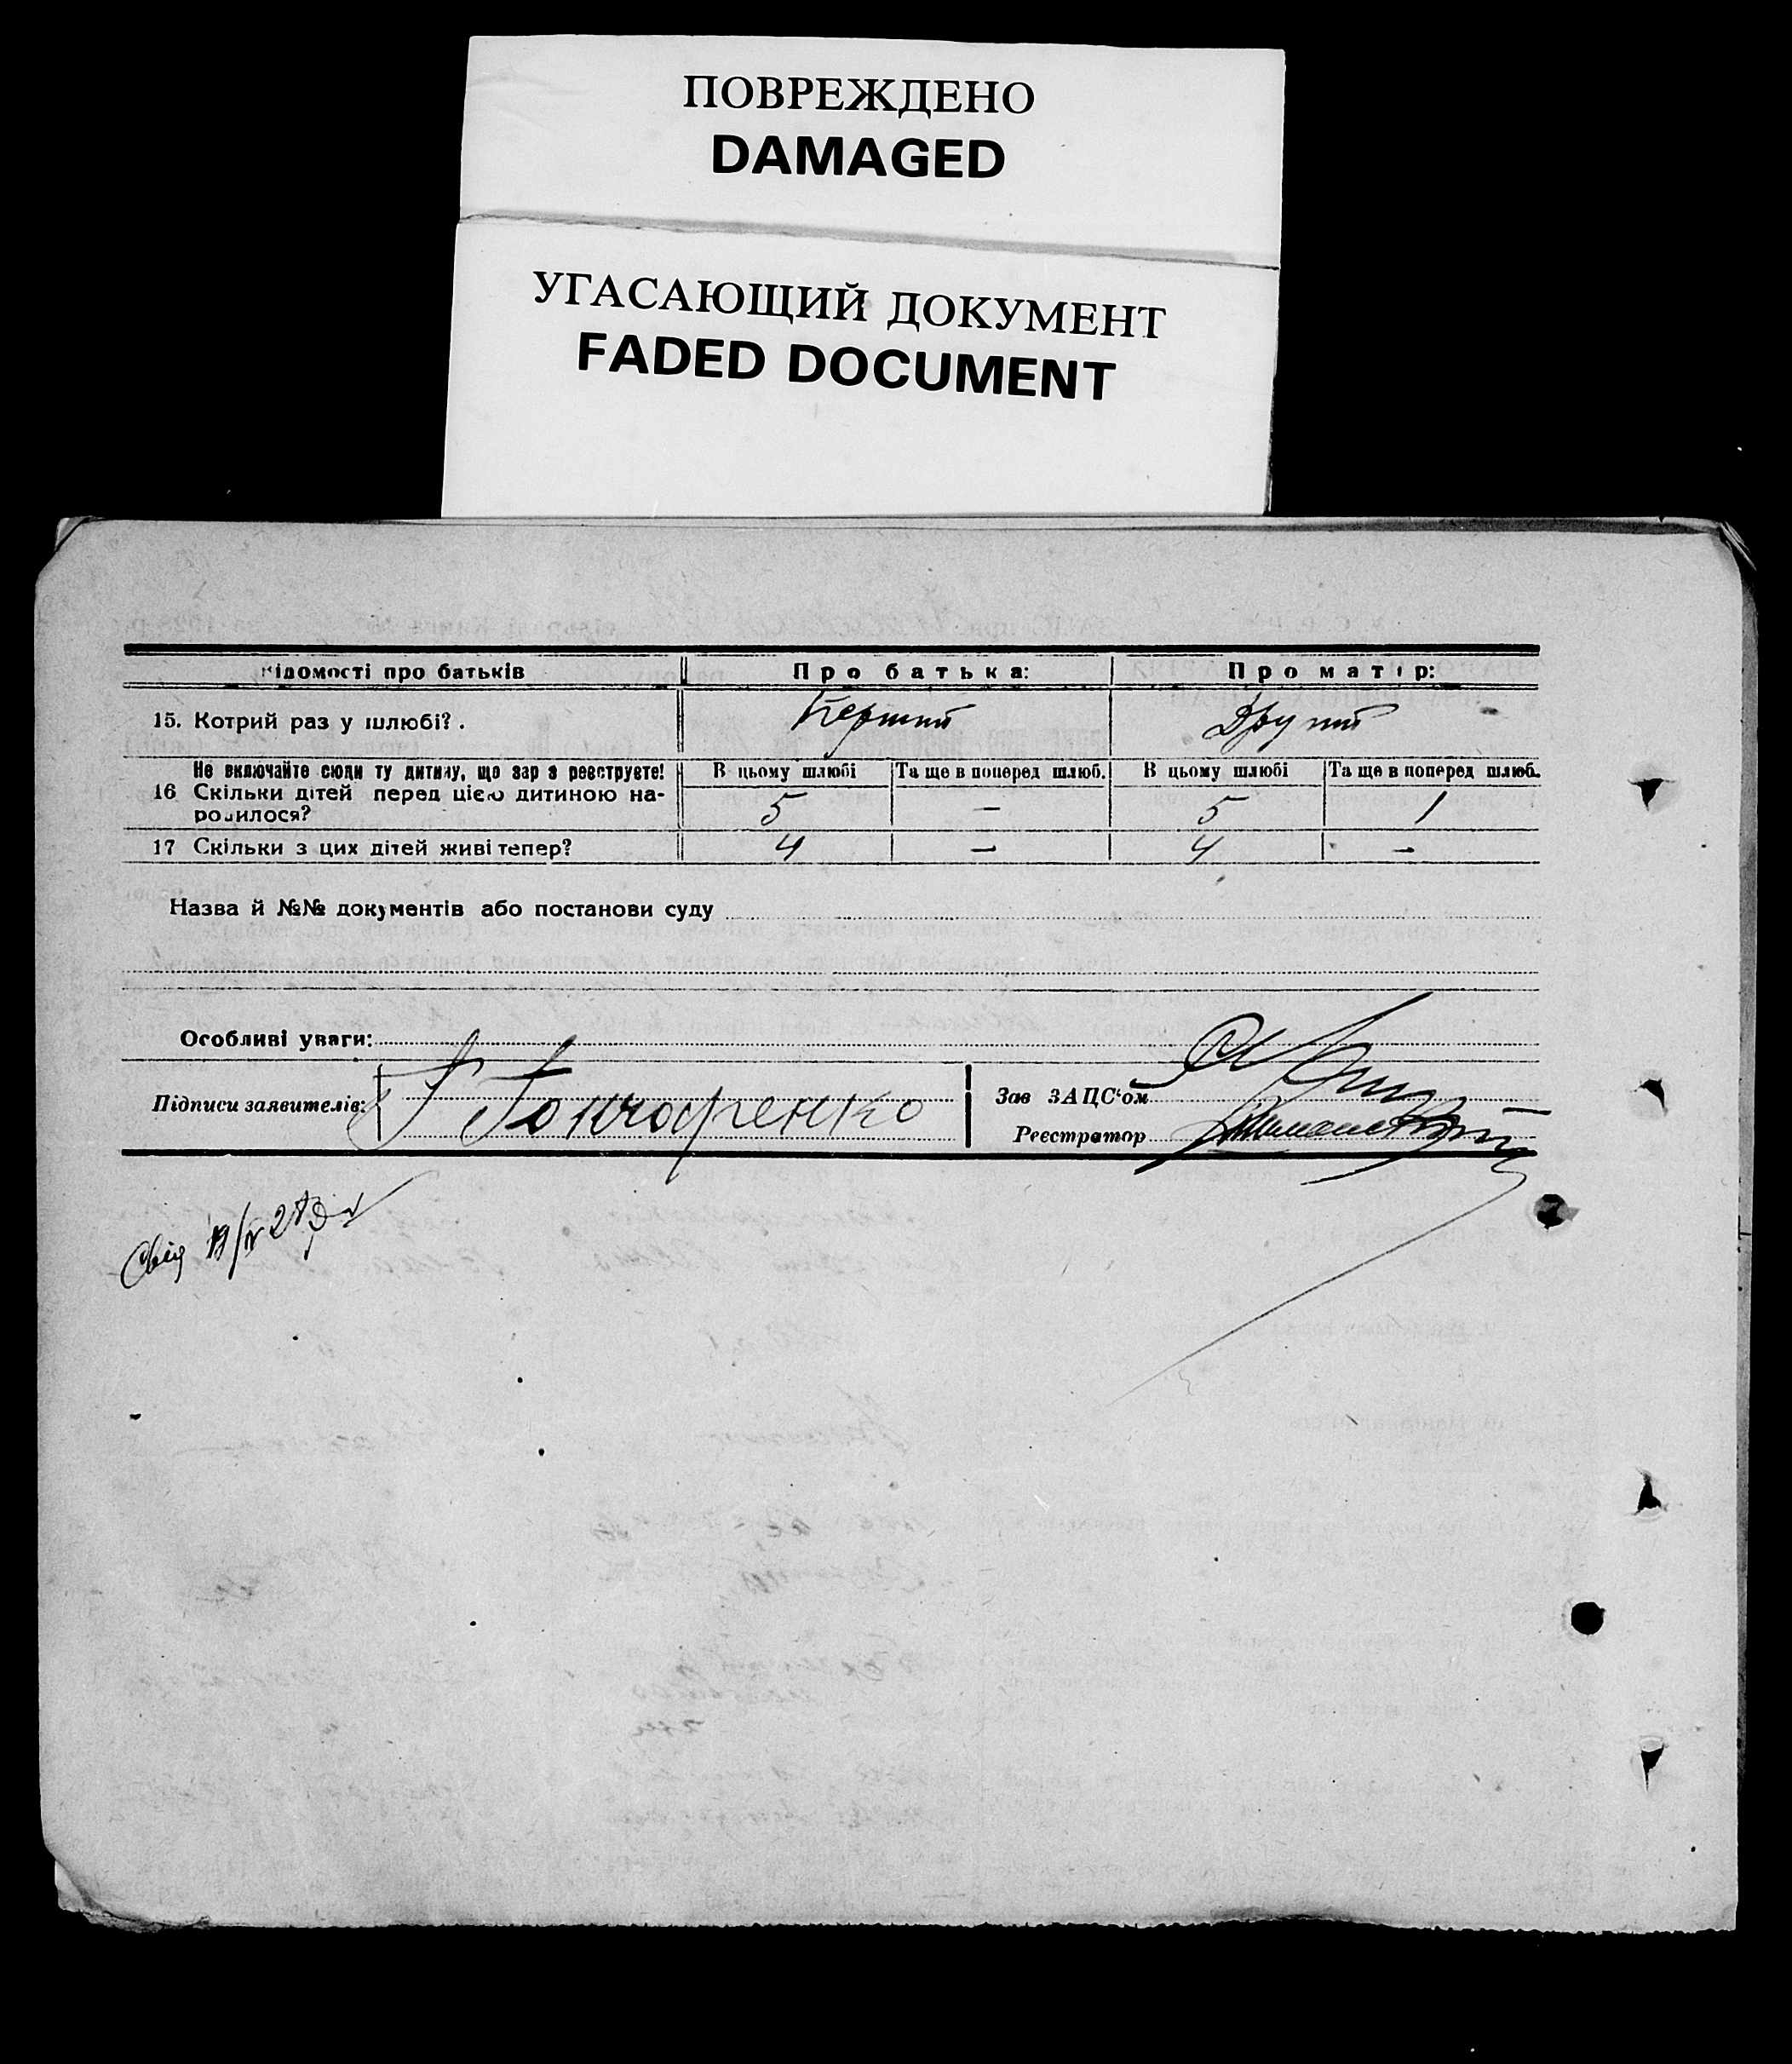 ПОВРЕЖДЕНО
DAMAGED
УГАСАЮЩИЙ ДОКУМЕНТ
FADED DOCUMENT
Відомості про батьків Про батька: Про матір:
15. Котрий раз у шлюбі? . Перший Другий
Не включайте сюди ту дитину, що зараз реєструєте! В цьому шлюбі Та ще в поперед шлюб. В цьому шлюбі Та ще в поперед шлюб.
16 Скільки дітей перед цією дитиною на-
родилося? 5 – 5 1
17 Скільки з цих дітей живі тепер? 4 – 4 –
Назва й №№ документів або постанови суду
Особливі уваги:
Підписи заявителів: Г Гончаренко Зав ЗАЦС'ом
Реєстратор